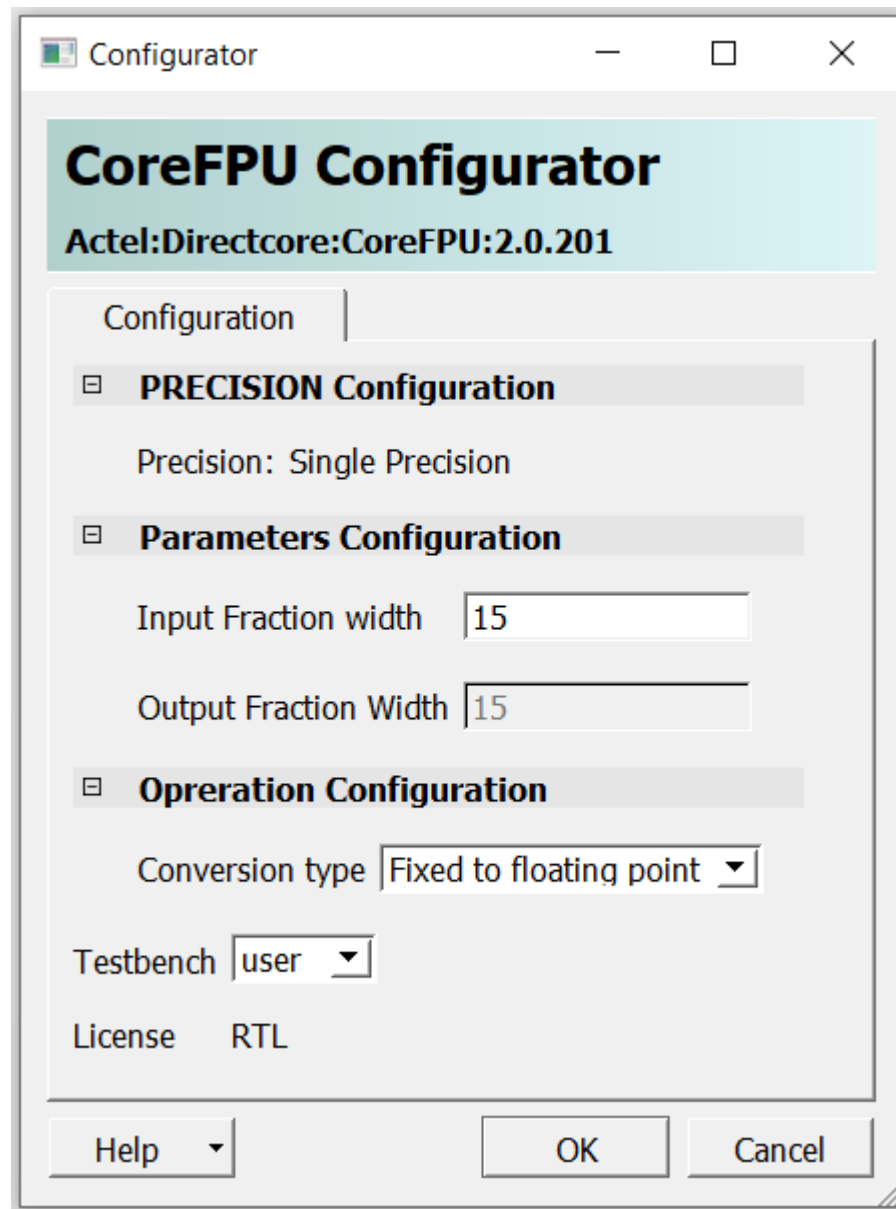 Configurator
CoreFPU Configurator
Actel:Directcore:CoreFPU:2.0.201
Configuration
PRECISION Configuration
Precision: Single Precision
Parameters Configuration
Input Fraction width 15
Output Fraction Width 15
Opreration Configuration
Conversion type Fixed to floating point
Testbench user
License RTL
Help OK Cancel